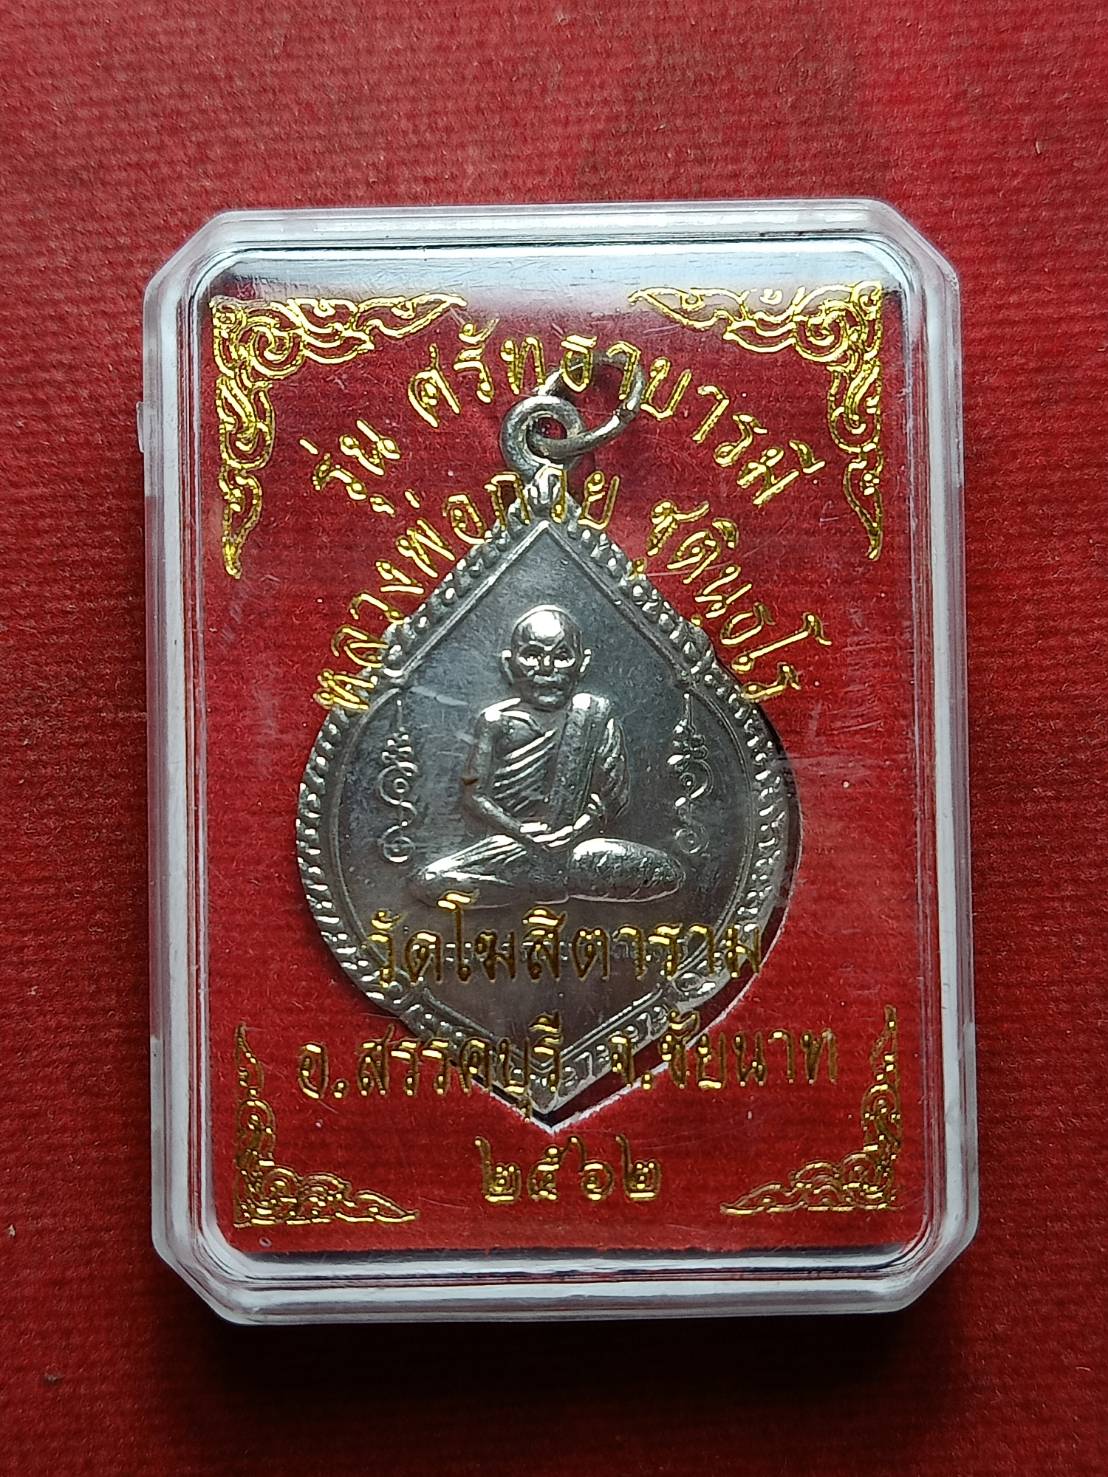 รุ่น ศรัทธาบารมี
หลวงพ่อกวย ชุตินฺธโร
วัดโฆสิตาราม
อ.สรรคบุรี จ.ชัยนาท
๒๕๖๒